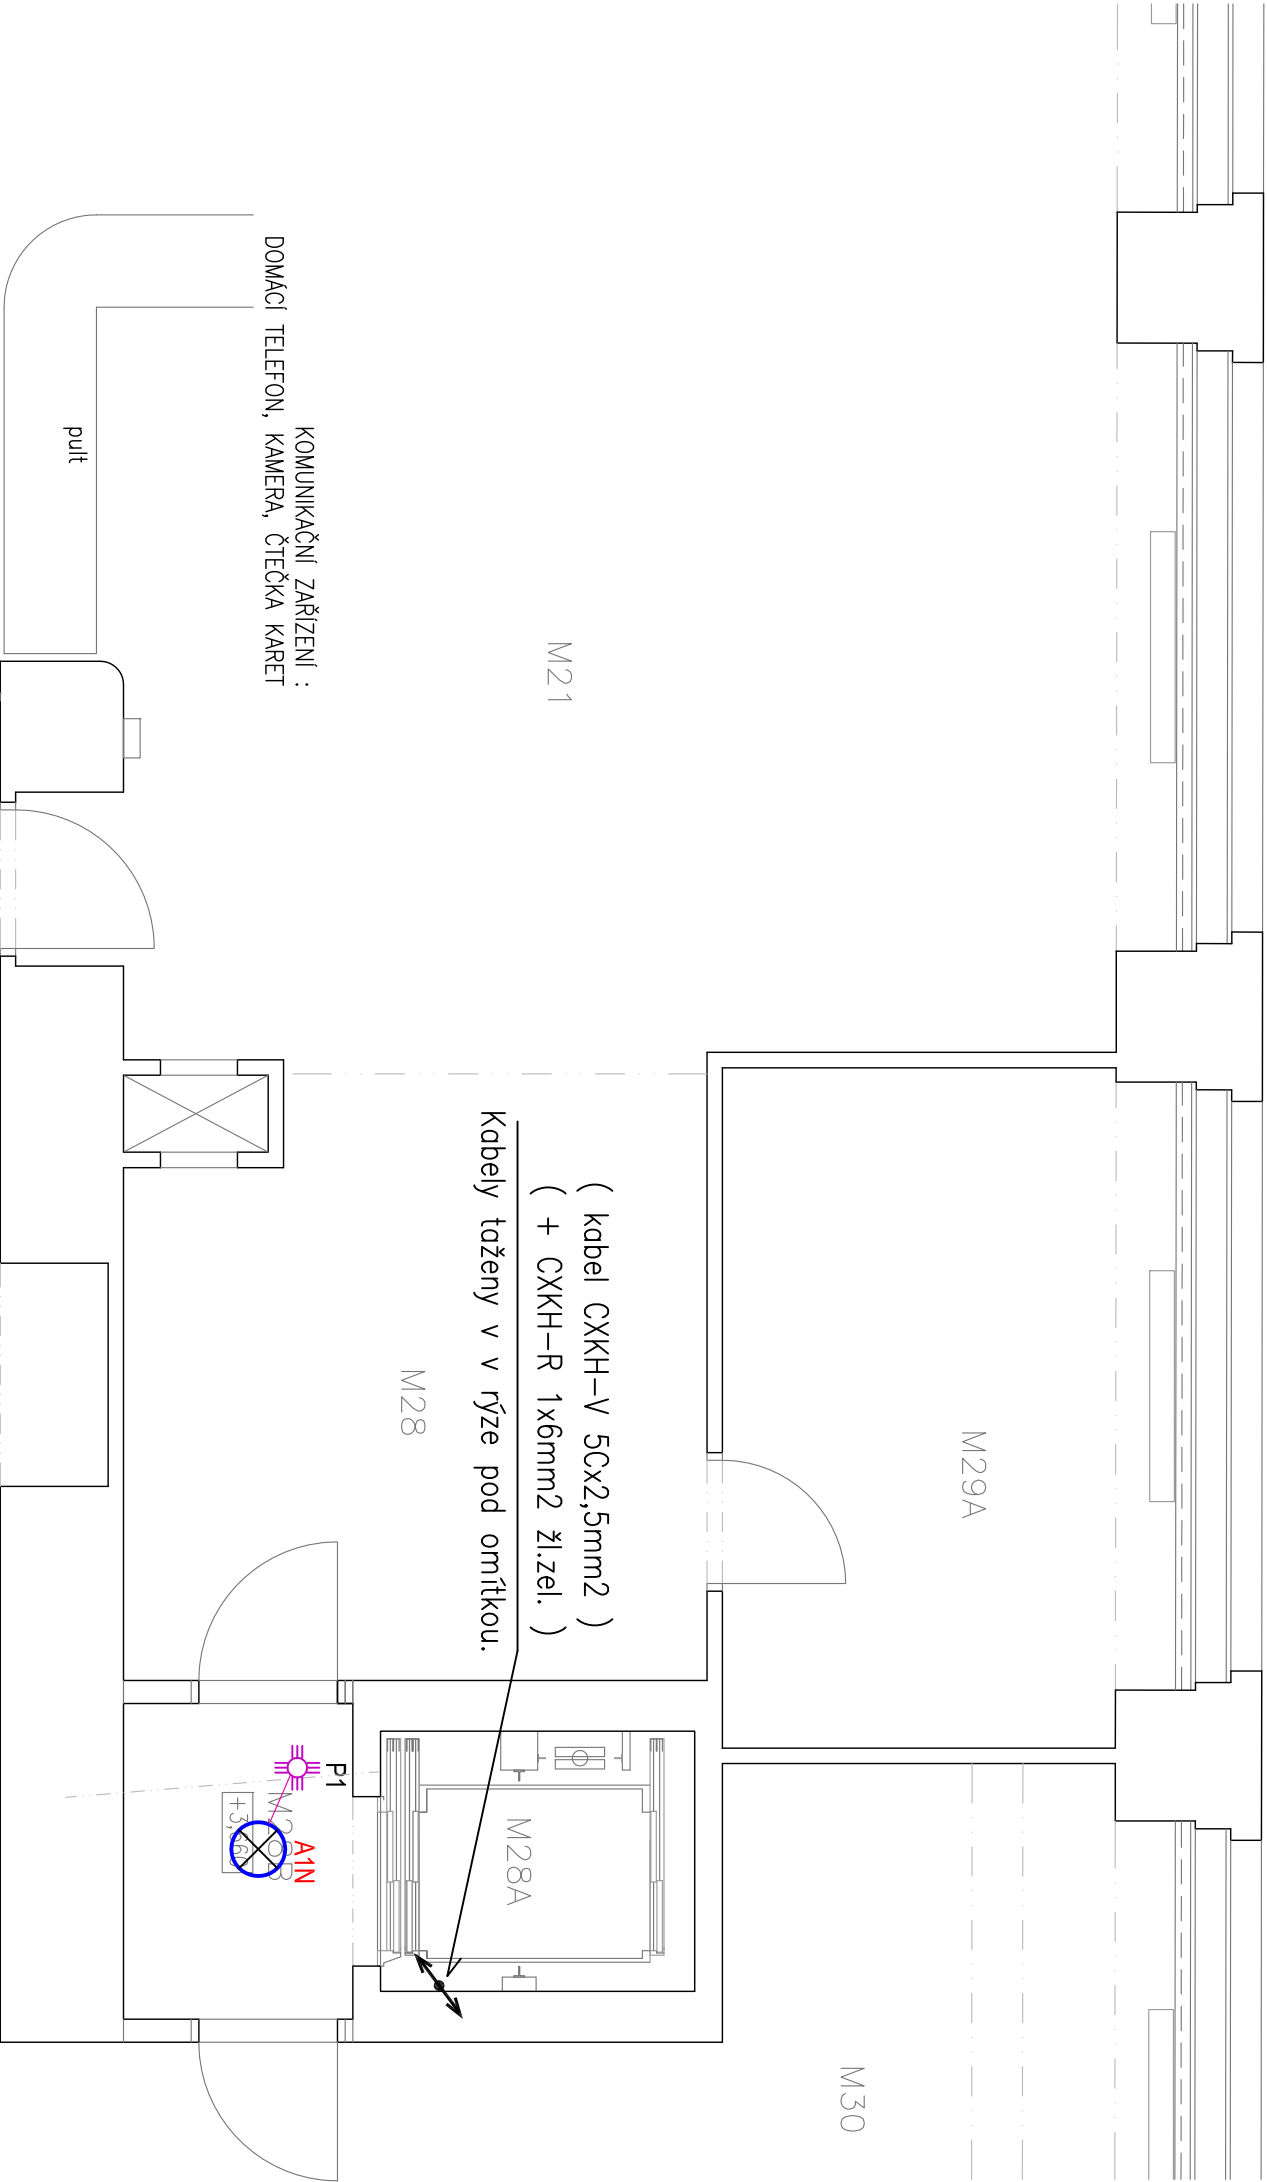 M21
KOMUNIKAČNÍ ZAŘÍZENÍ :
DOMÁCÍ TELEFON, KAMERA, ČTEČKA KARET
pult
M29A
( kabel CXKH-V 5Cx2,5mm2 )
( + CXKH-R 1x6mm2 žl.zel. )
Kabely taženy v v rýze pod omítkou.
M28
M30
M28A
P1
A1N
M28B